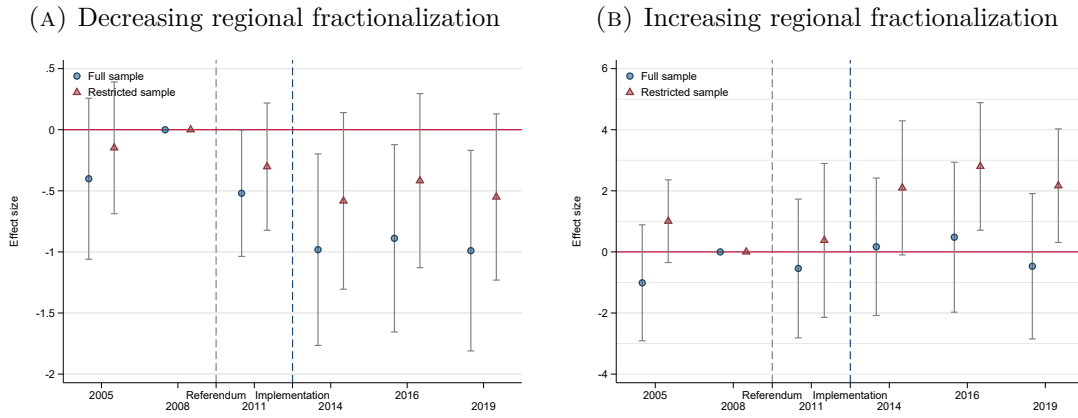 (A) Decreasing regional fractionalization
Full sample
Restricted sample
.5
0
-.5
-1
-1.5
-2
Effect size
2005 Referendum Implementation 2016
2008 2011 2014 2019
(B) Increasing regional fractionalization
Full sample
Restricted sample
6
4
2
0
-2
-4
Effect size
2005 Referendum Implementation 2016
2008 2011 2014 2019